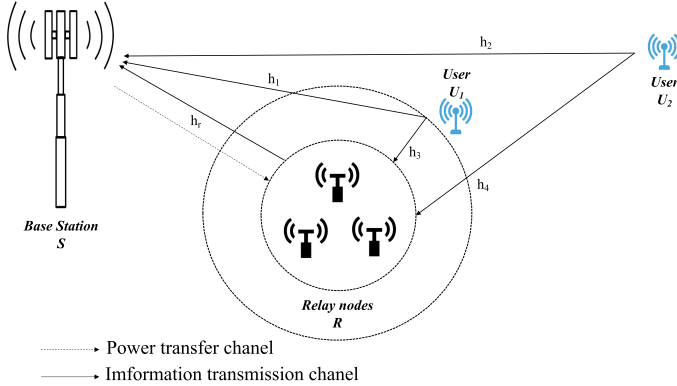 h₂
User
U₁
User
U₂
h₁
hᵣ
h₃
h₄
Base Station
S
Relay nodes
R
Power transfer chanel
Imformation transmission chanel